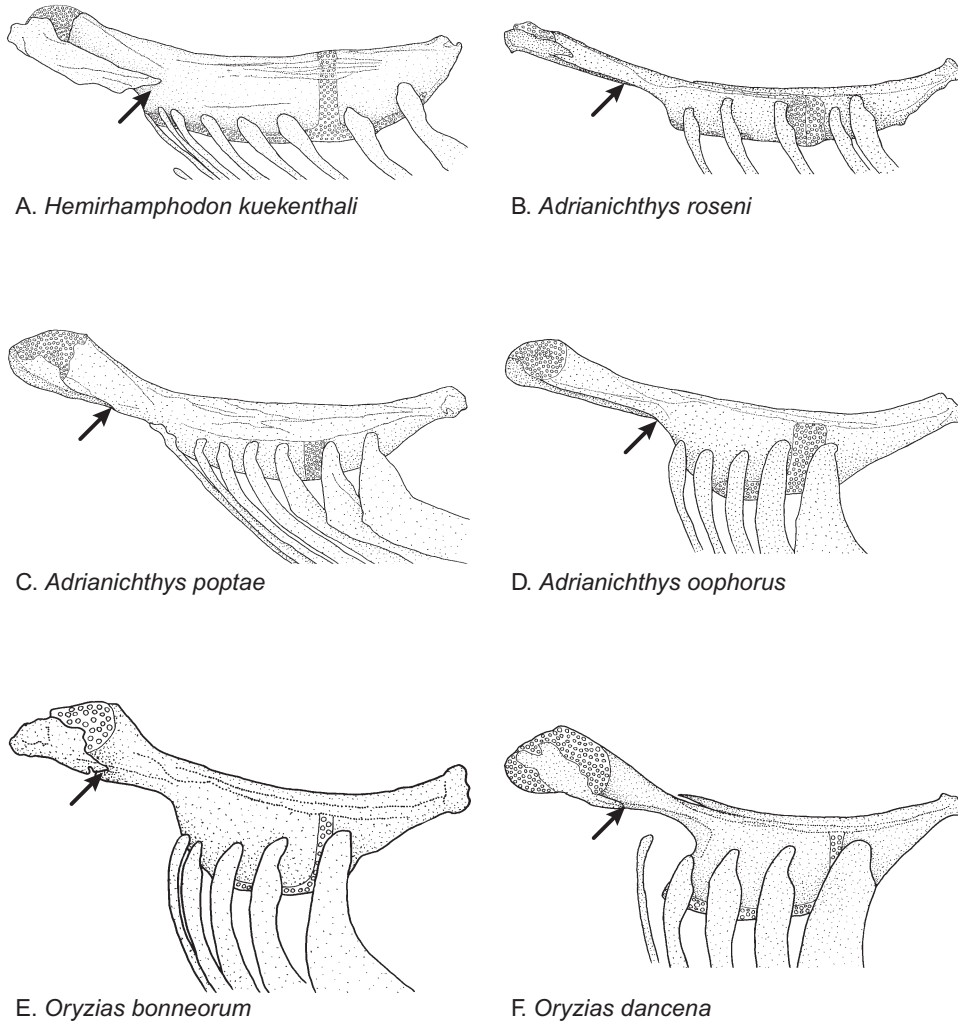 A. Hemirhamphodon kuekenthali
B. Adrianichthys roseni
C. Adrianichthys poptae
D. Adrianichthys oophorus
E. Oryzias bonneorum
F. Oryzias dancena